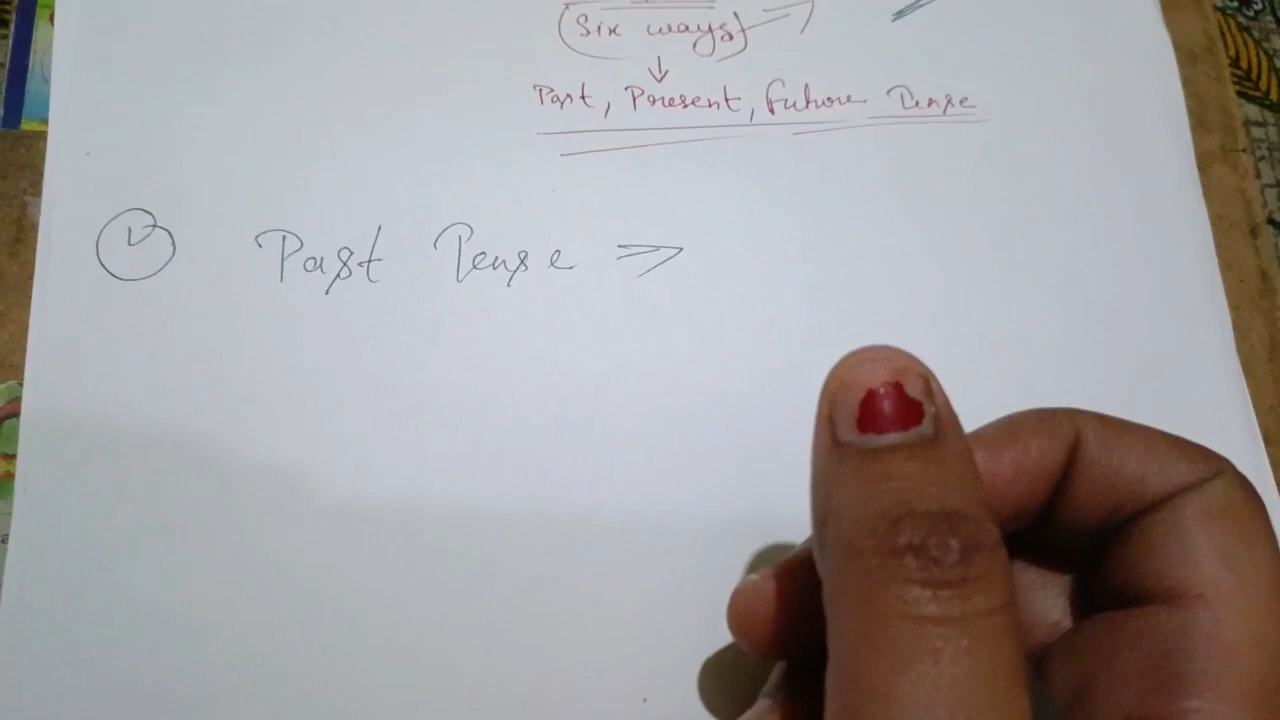 (Six ways) →
↓
Past, Present, Future Tense
Past Tense ⇒